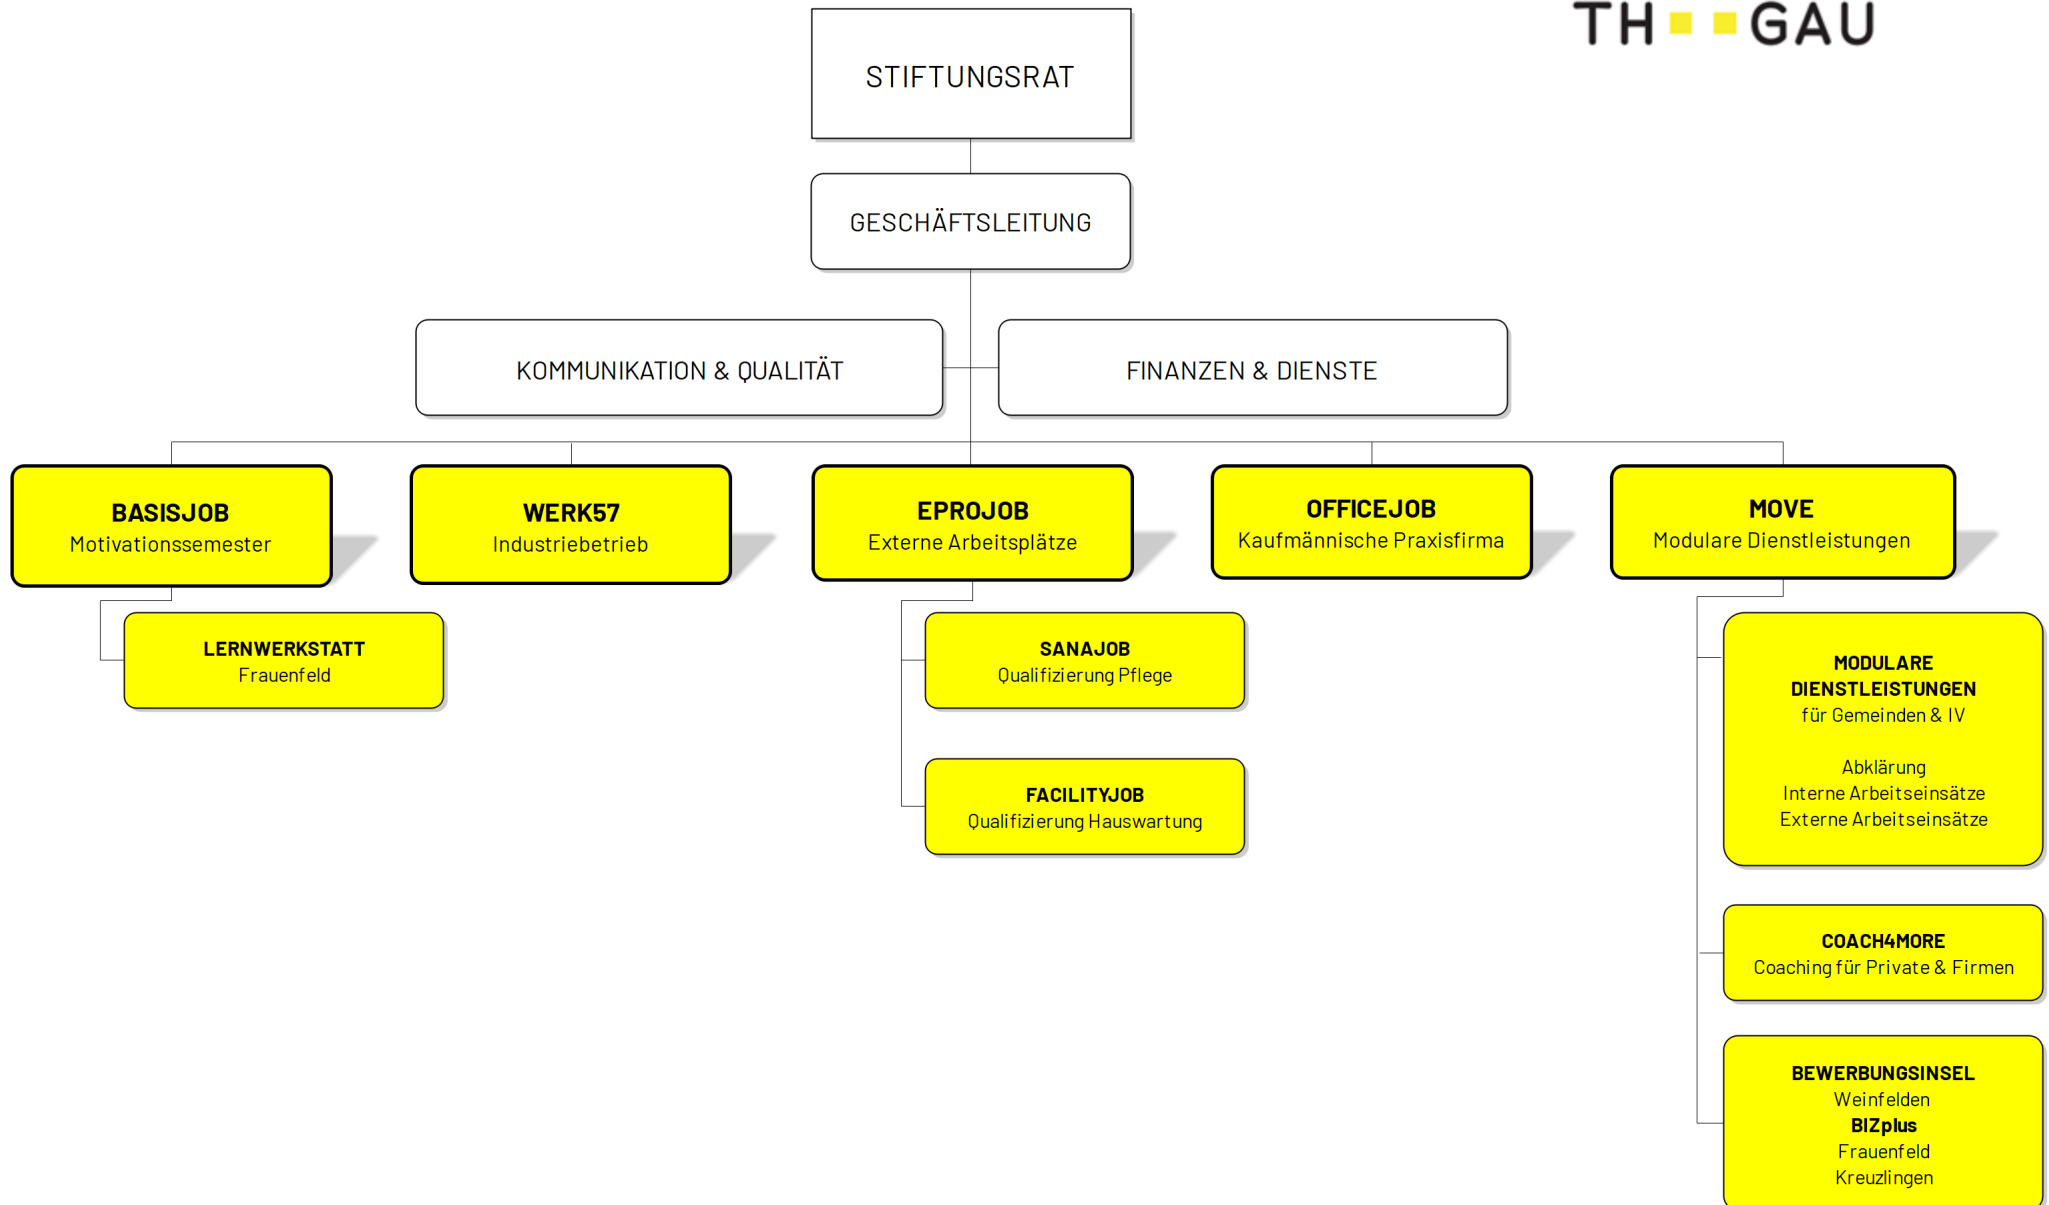 TH GAU
STIFTUNGSRAT
GESCHÄFTSLEITUNG
KOMMUNIKATION & QUALITÄT
FINANZEN & DIENSTE
BASISJOB
Motivationssemester
WERK57
Industriebetrieb
EPROJOB
Externe Arbeitsplätze
OFFICEJOB
Kaufmännische Praxisfirma
MOVE
Modulare Dienstleistungen
LERNWERKSTATT
Frauenfeld
SANAJOB
Qualifizierung Pflege
FACILITYJOB
Qualifizierung Hauswartung
MODULARE
DIENSTLEISTUNGEN
für Gemeinden & IV
Abklärung
Interne Arbeitseinsätze
Externe Arbeitseinsätze
COACH4MORE
Coaching für Private & Firmen
BEWERBUNGSINSEL
Weinfelden
BIZplus
Frauenfeld
Kreuzlingen